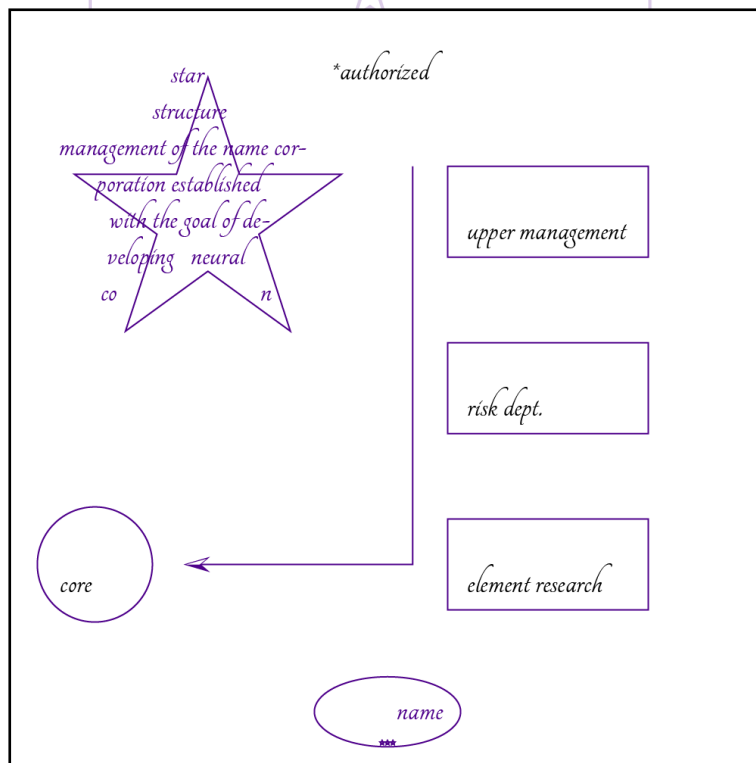 star
*authorized
structure
management of the name cor-
poration established
with the goal of de-
veloping neural
co n
upper management
risk dept.
core
element research
name